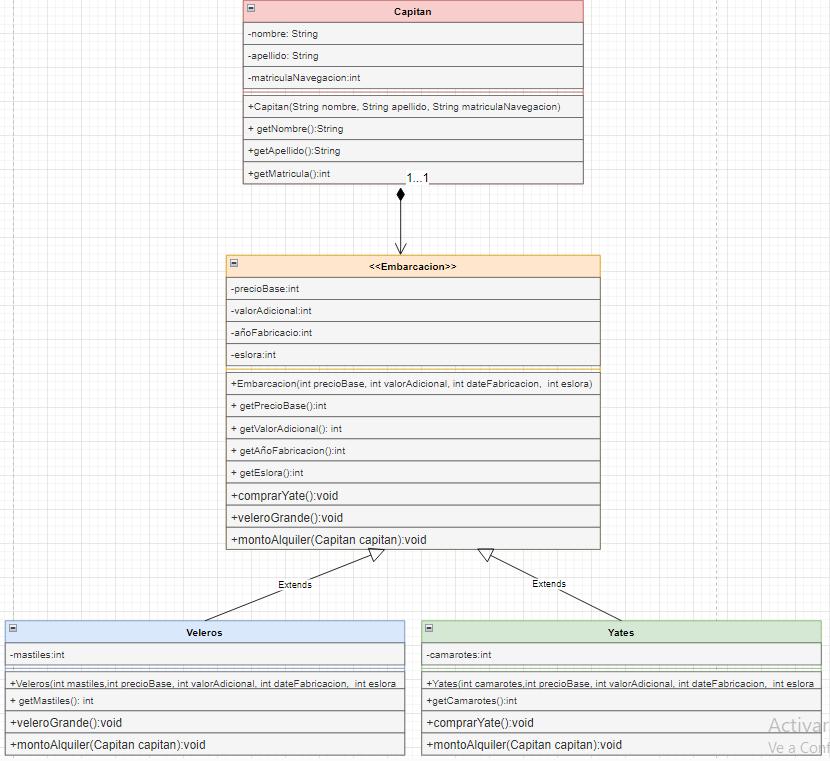 Capitan
-nombre: String
-apellido: String
-matriculaNavegacion:int
+Capitan(String nombre, String apellido, String matriculaNavegacion)
+ getNombre():String
+getApellido():String
+getMatricula():int
1...1
<<Embarcacion>>
-precioBase:int
-valorAdicional:int
-añoFabricacio:int
-eslora:int
+Embarcacion(int precioBase, int valorAdicional, int dateFabricacion, int eslora)
+ getPrecioBase():int
+ getValorAdicional(): int
+ getAñoFabricacion():int
+ getEslora():int
+comprarYate():void
+veleroGrande():void
+montoAlquiler(Capitan capitan):void
Extends
Extends
Veleros
-mastiles:int
+Veleros(int mastiles,int precioBase, int valorAdicional, int dateFabricacion, int eslora
+ getMastiles(): int
+veleroGrande():void
+montoAlquiler(Capitan capitan):void
Yates
-camarotes:int
+Yates(int camarotes,int precioBase, int valorAdicional, int dateFabricacion, int eslora
+getCamarotes():int
+comprarYate():void
+montoAlquiler(Capitan capitan):void
Activar
Ve a Conf